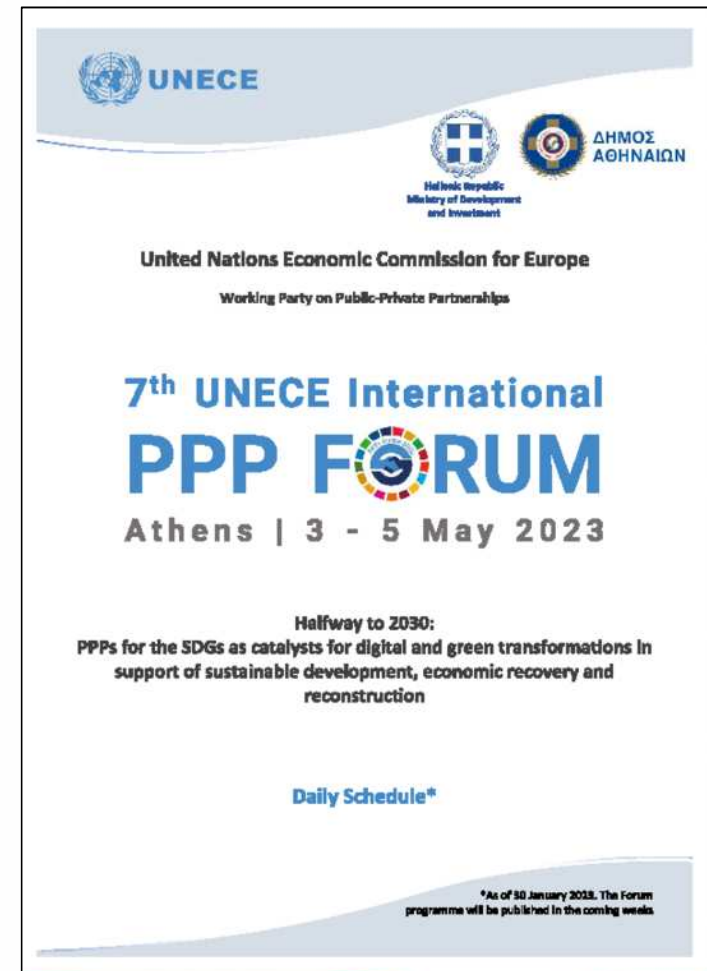 UNECE
ΔΗΜΟΣ
ΑΘΗΝΑΙΩΝ
Hellenic Republic
Ministry of Development
and Investment
United Nations Economic Commission for Europe
Working Party on Public-Private Partnerships
7th UNECE International
PPP FORUM
Athens | 3 - 5 May 2023
Halfway to 2030:
PPPs for the SDGs as catalysts for digital and green transformations in
support of sustainable development, economic recovery and
reconstruction
Daily Schedule*
*As of 30 January 2023. The Forum
programme will be published in the coming weeks